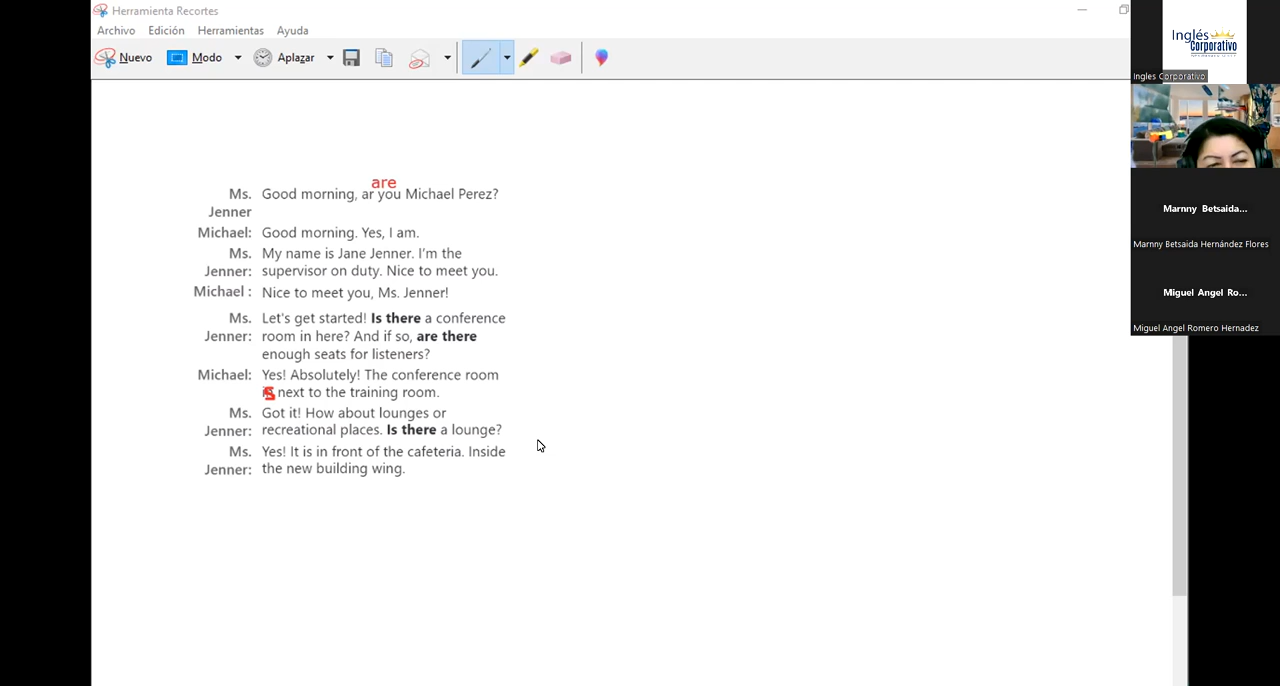 Herramienta Recortes
Archivo Edición Herramientas Ayuda
Nuevo Modo Aplazar
are
Ms. Good morning, ar you Michael Perez?
Jenner
Michael: Good morning. Yes, I am.
Ms. My name is Jane Jenner. I'm the
Jenner: supervisor on duty. Nice to meet you.
Michael : Nice to meet you, Ms. Jenner!
Ms. Let's get started! Is there a conference
Jenner: room in here? And if so, are there
enough seats for listeners?
Michael: Yes! Absolutely! The conference room
is next to the training room.
Ms. Got it! How about lounges or
Jenner: recreational places. Is there a lounge?
Ms. Yes! It is in front of the cafeteria. Inside
Jenner: the new building wing.
Inglés
Corporativo
Ingles Corporativo
Marnny Betsaida...
Marnny Betsaida Hernández Flores
Miguel Angel Ro...
Miguel Angel Romero Hernadez